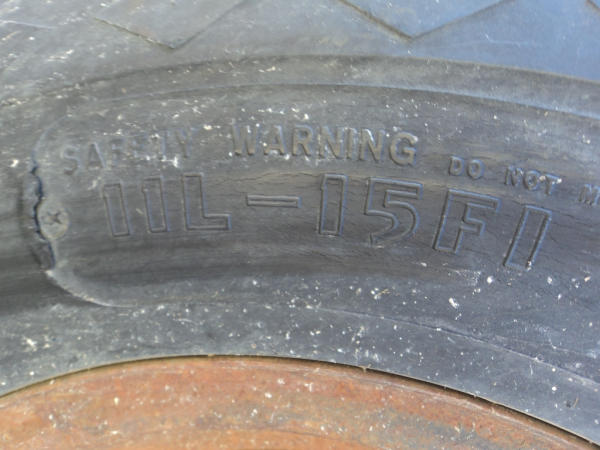 SAFETY WARNING DO NOT M
11L-15FI